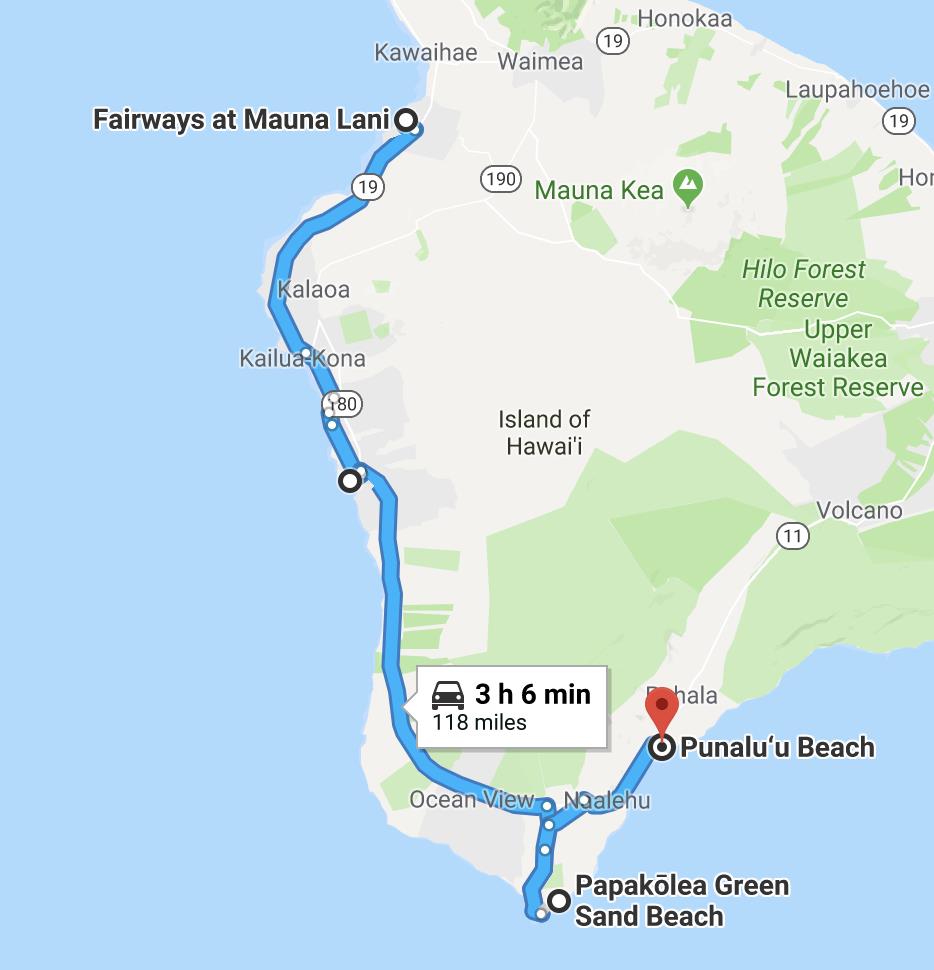 Honokaa
19
Kawaihae
Waimea
Laupahoehoe
Fairways at Mauna Lani
19
190
19
Mauna Kea
Hilo Forest
Reserve
Kalaoa
Upper
Waiakea
Forest Reserve
Kailua-Kona
180
Island of
Hawai'i
Volcano
11
3 h 6 min
118 miles
Punaluʻu Beach
Ocean View
Naalehu
Papakōlea Green
Sand Beach